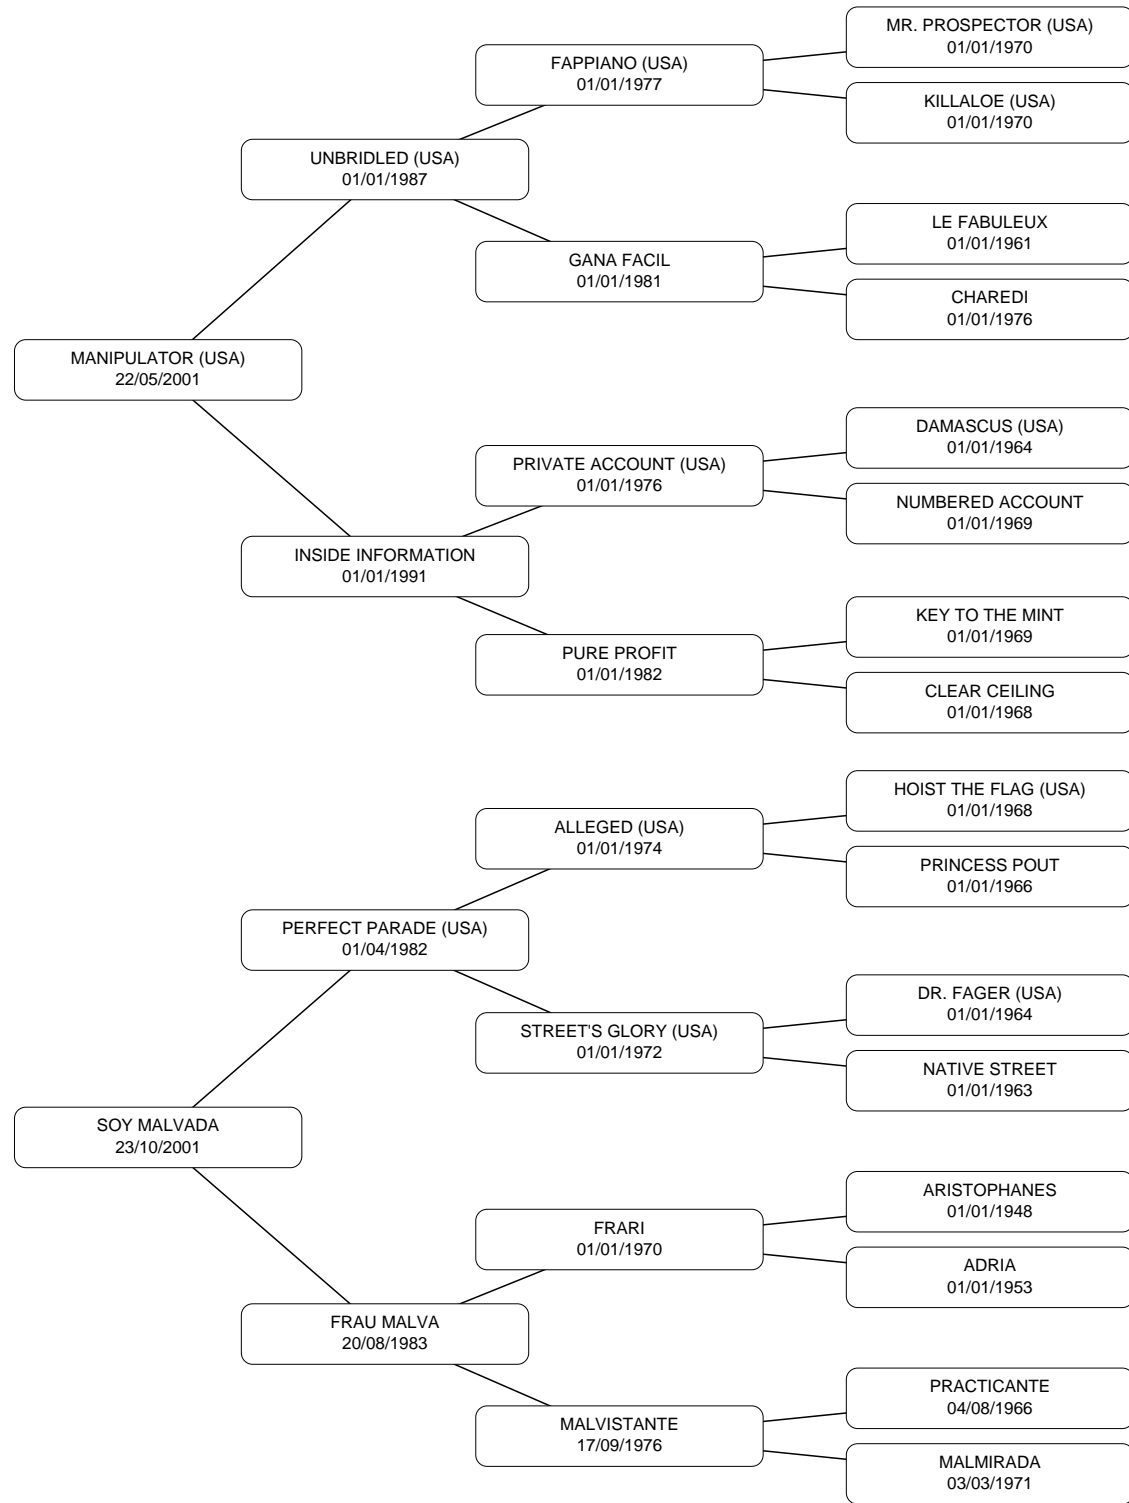 MR. PROSPECTOR (USA)
01/01/1970
FAPPIANO (USA)
01/01/1977
KILLALOE (USA)
01/01/1970
UNBRIDLED (USA)
01/01/1987
LE FABULEUX
01/01/1961
GANA FACIL
01/01/1981
CHAREDI
01/01/1976
MANIPULATOR (USA)
22/05/2001
DAMASCUS (USA)
01/01/1964
PRIVATE ACCOUNT (USA)
01/01/1976
NUMBERED ACCOUNT
01/01/1969
INSIDE INFORMATION
01/01/1991
KEY TO THE MINT
01/01/1969
PURE PROFIT
01/01/1982
CLEAR CEILING
01/01/1968
HOIST THE FLAG (USA)
01/01/1968
ALLEGED (USA)
01/01/1974
PRINCESS POUT
01/01/1966
PERFECT PARADE (USA)
01/04/1982
DR. FAGER (USA)
01/01/1964
STREET'S GLORY (USA)
01/01/1972
NATIVE STREET
01/01/1963
SOY MALVADA
23/10/2001
ARISTOPHANES
01/01/1948
FRARI
01/01/1970
ADRIA
01/01/1953
FRAU MALVA
20/08/1983
PRACTICANTE
04/08/1966
MALVISTANTE
17/09/1976
MALMIRADA
03/03/1971